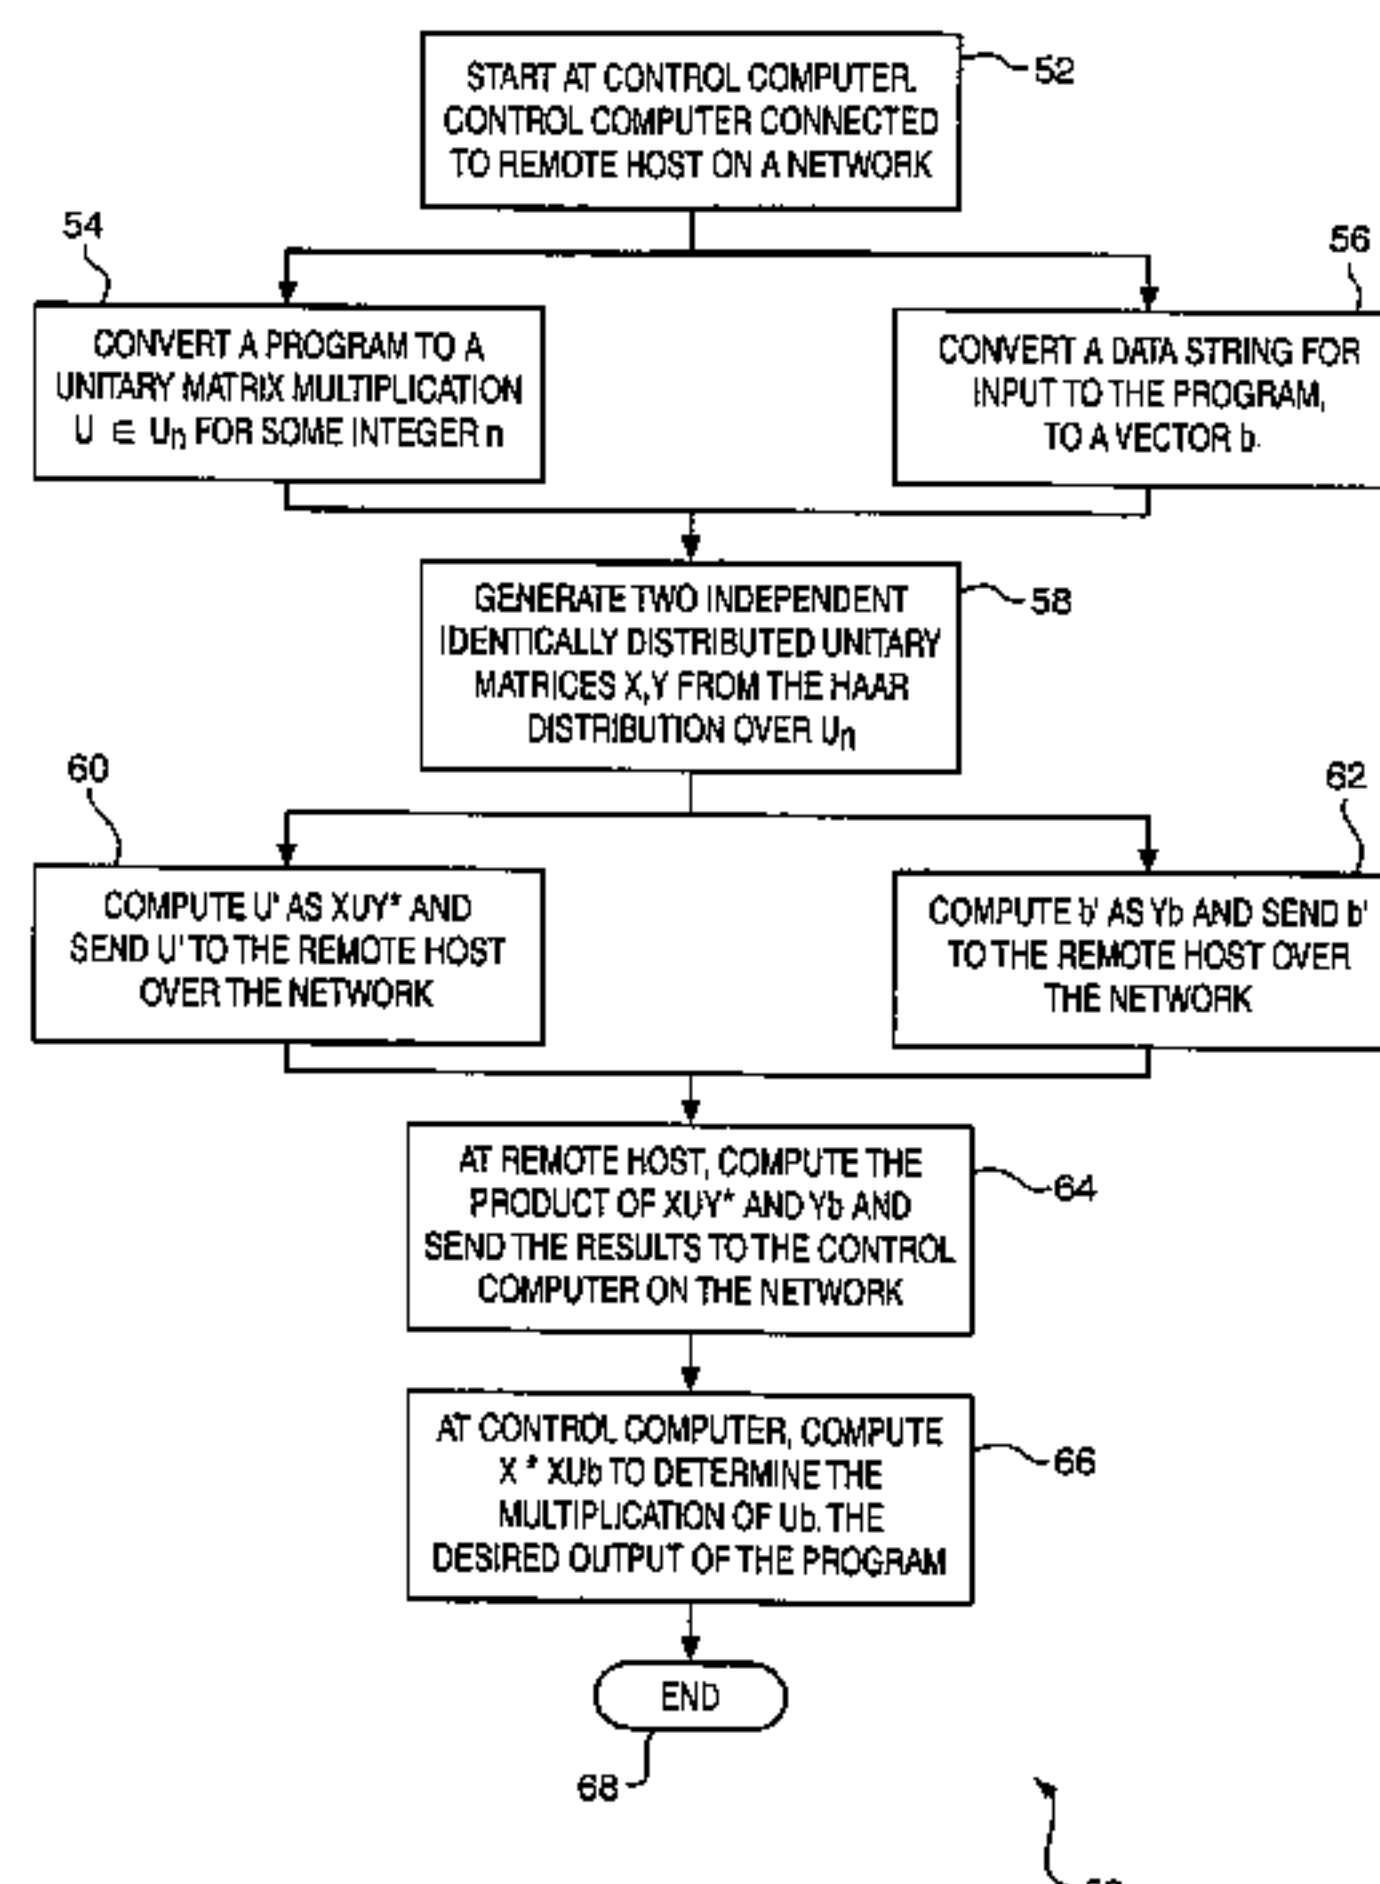 START AT CONTROL COMPUTER.
CONTROL COMPUTER CONNECTED
TO REMOTE HOST ON A NETWORK
52
54
CONVERT A PROGRAM TO A
UNITARY MATRIX MULTIPLICATION
U ∈ Un FOR SOME INTEGER n
56
CONVERT A DATA STRING FOR
INPUT TO THE PROGRAM,
TO A VECTOR b.
GENERATE TWO INDEPENDENT
IDENTICALLY DISTRIBUTED UNITARY
MATRICES X,Y FROM THE HAAR
DISTRIBUTION OVER Un
58
60
COMPUTE U' AS XUY* AND
SEND U' TO THE REMOTE HOST
OVER THE NETWORK
62
COMPUTE b' AS Yb AND SEND b'
TO THE REMOTE HOST OVER
THE NETWORK
AT REMOTE HOST, COMPUTE THE
PRODUCT OF XUY* AND Yb AND
SEND THE RESULTS TO THE CONTROL
COMPUTER ON THE NETWORK
64
AT CONTROL COMPUTER, COMPUTE
X * XUb TO DETERMINE THE
MULTIPLICATION OF Ub. THE
DESIRED OUTPUT OF THE PROGRAM
66
END
68